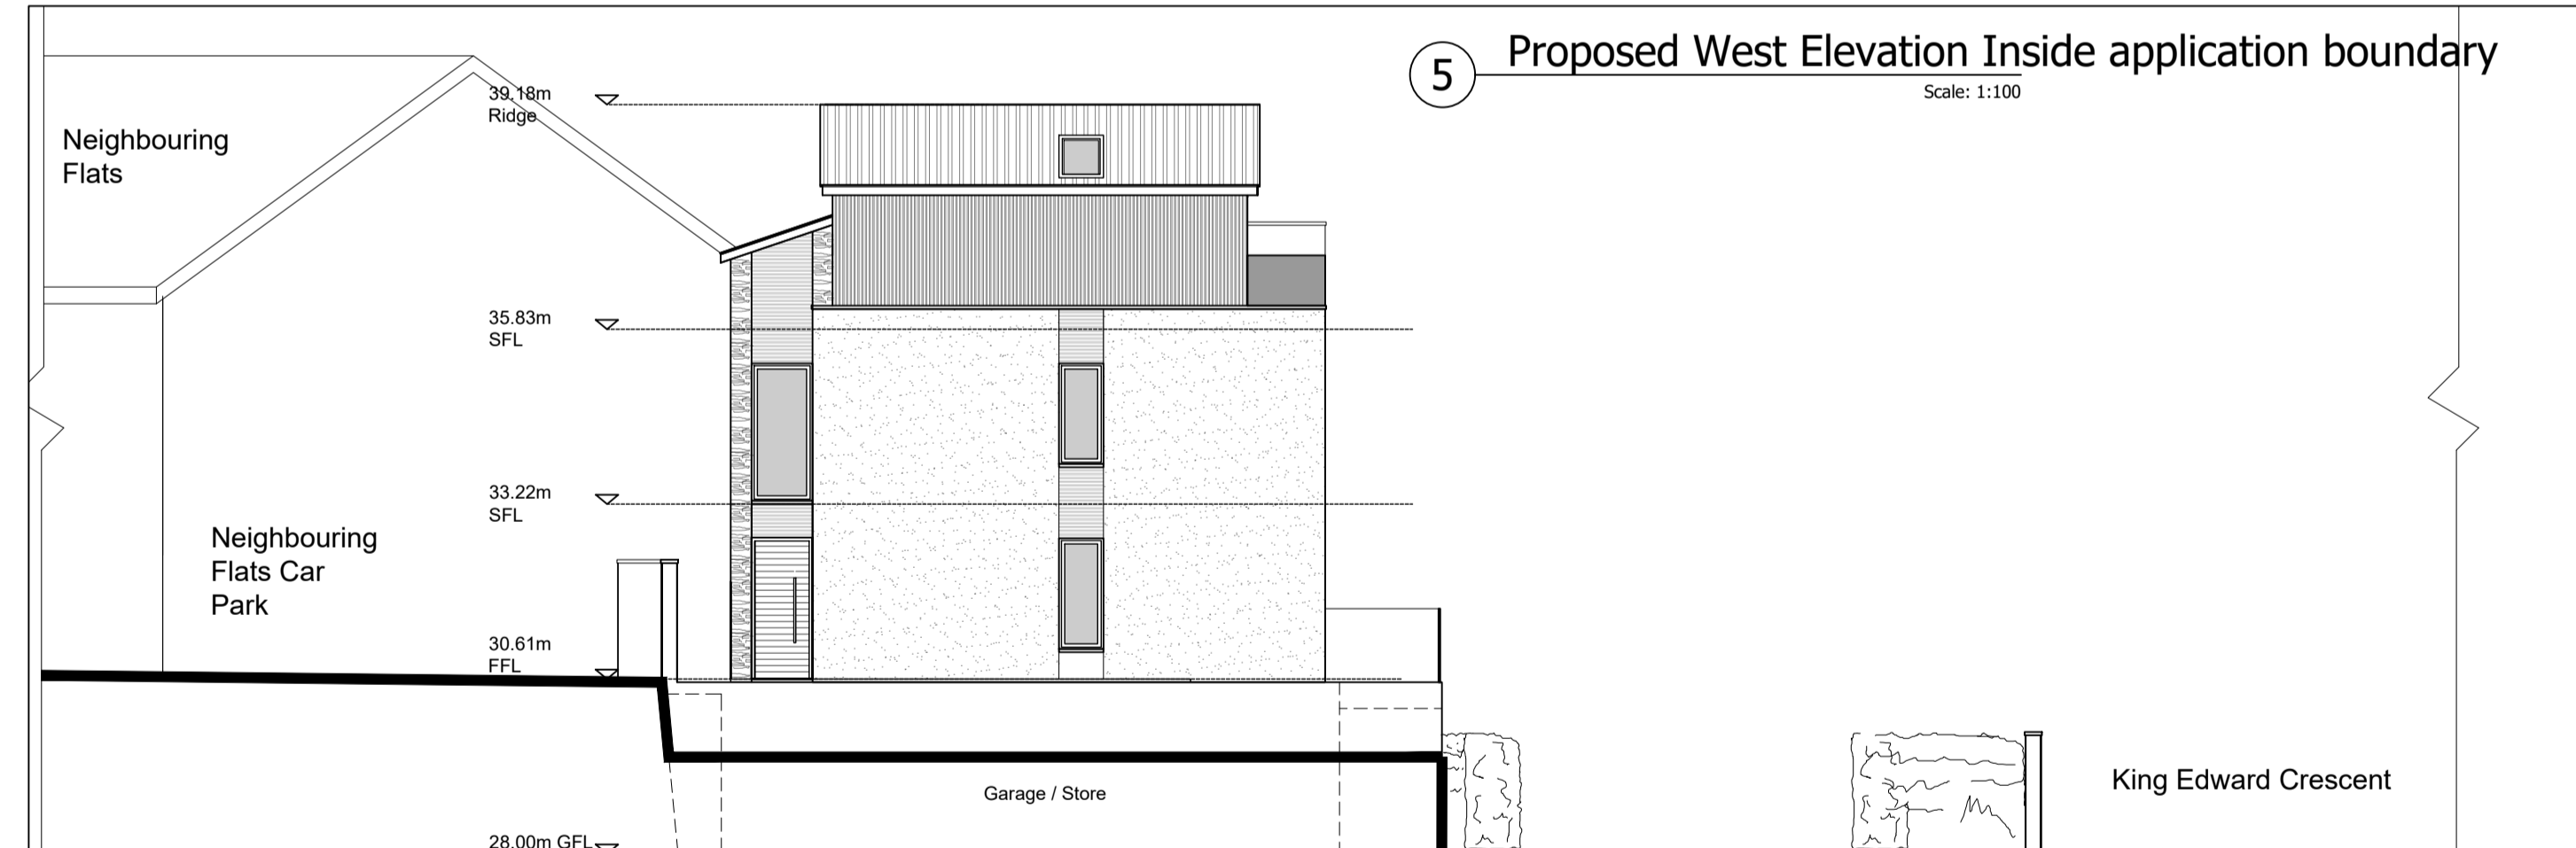 5
Proposed West Elevation Inside application boundary
Scale: 1:100
39.18m
Ridge
Neighbouring
Flats
35.83m
SFL
33.22m
SFL
Neighbouring
Flats Car
Park
30.61m
FFL
King Edward Crescent
Garage / Store
28.00m GFL